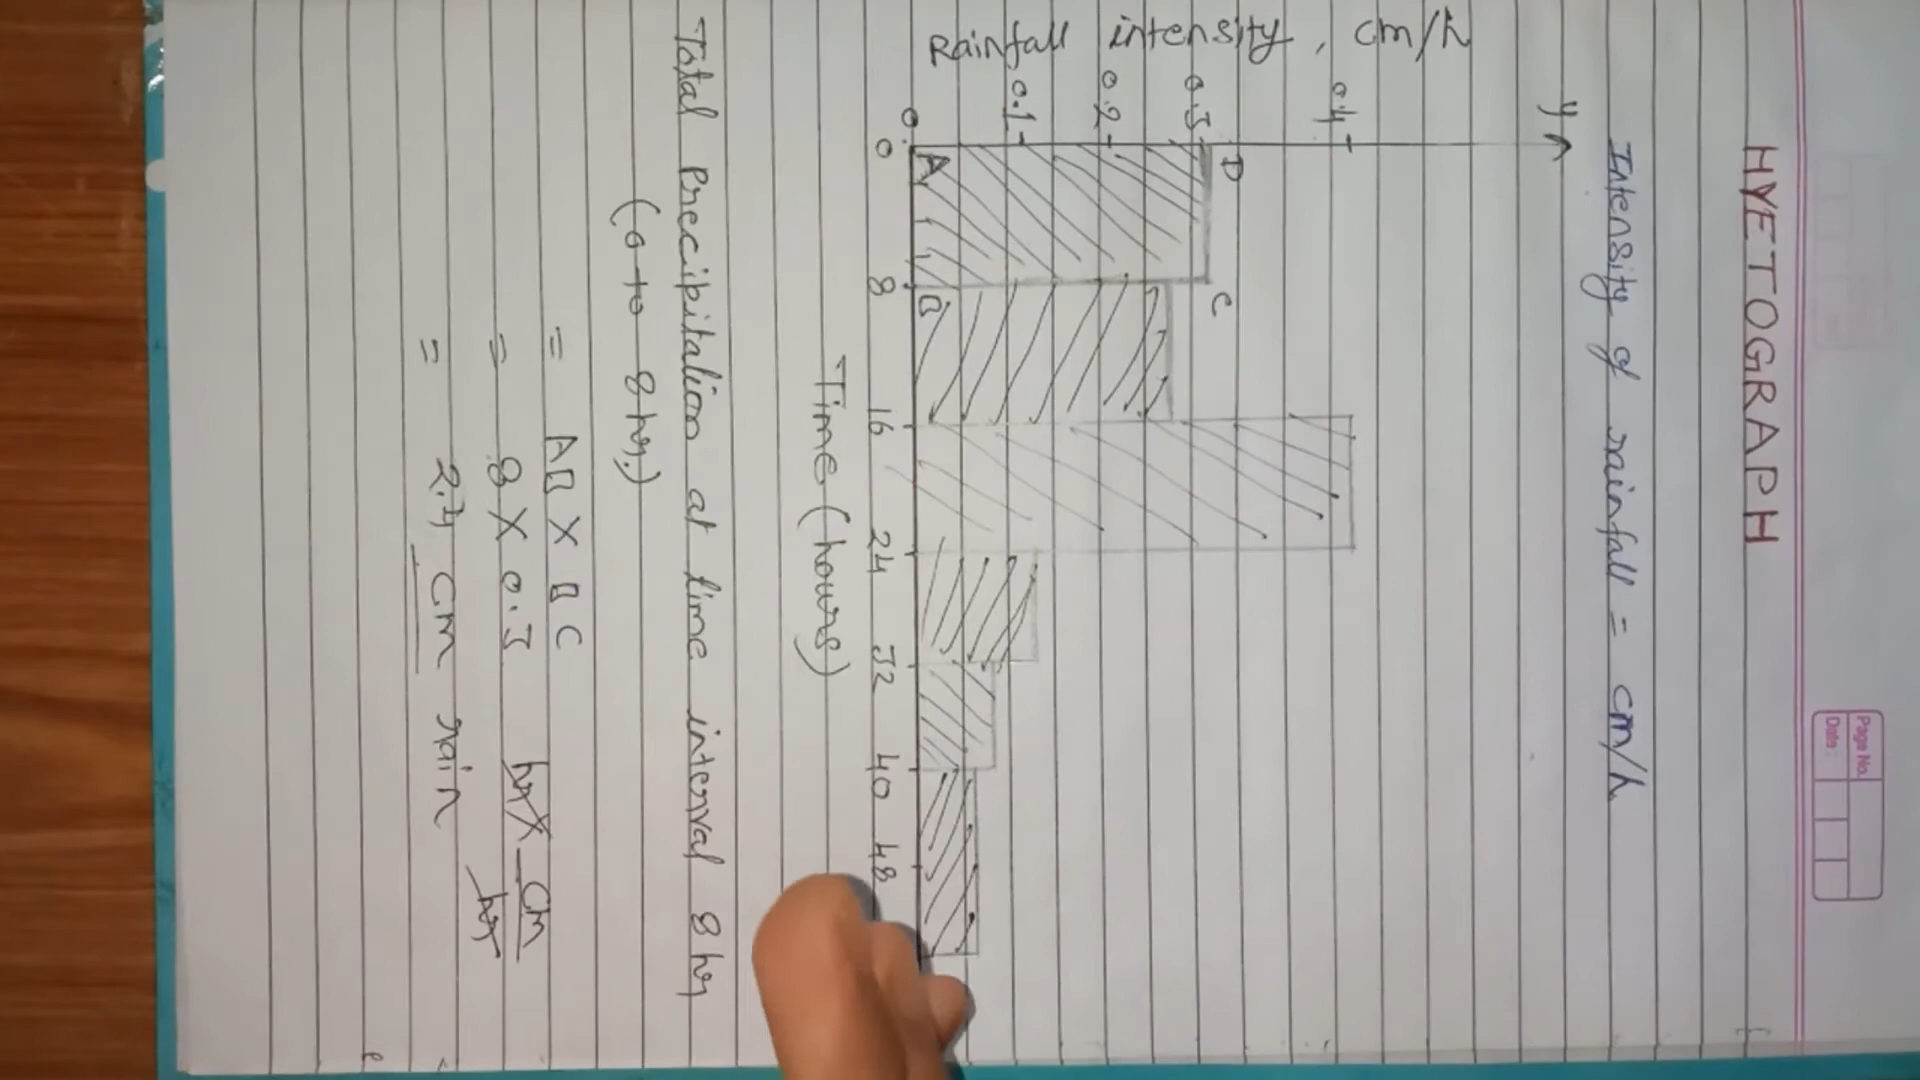 Page No.
Date:
HYETOGRAPH
Intensity of rainfall = cm/h
y
Rainfall intensity, cm/h
0.4
0.3
0.2
0.1
0
D
C
A
B
0 8 16 24 32 40 48
Time (hours)
Total Precipitation at time interval 8 hr
(0 to 8 hr.)
= AB X BC
= 8 X 0.3 hr X cm
hr
= 2.4 cm rain